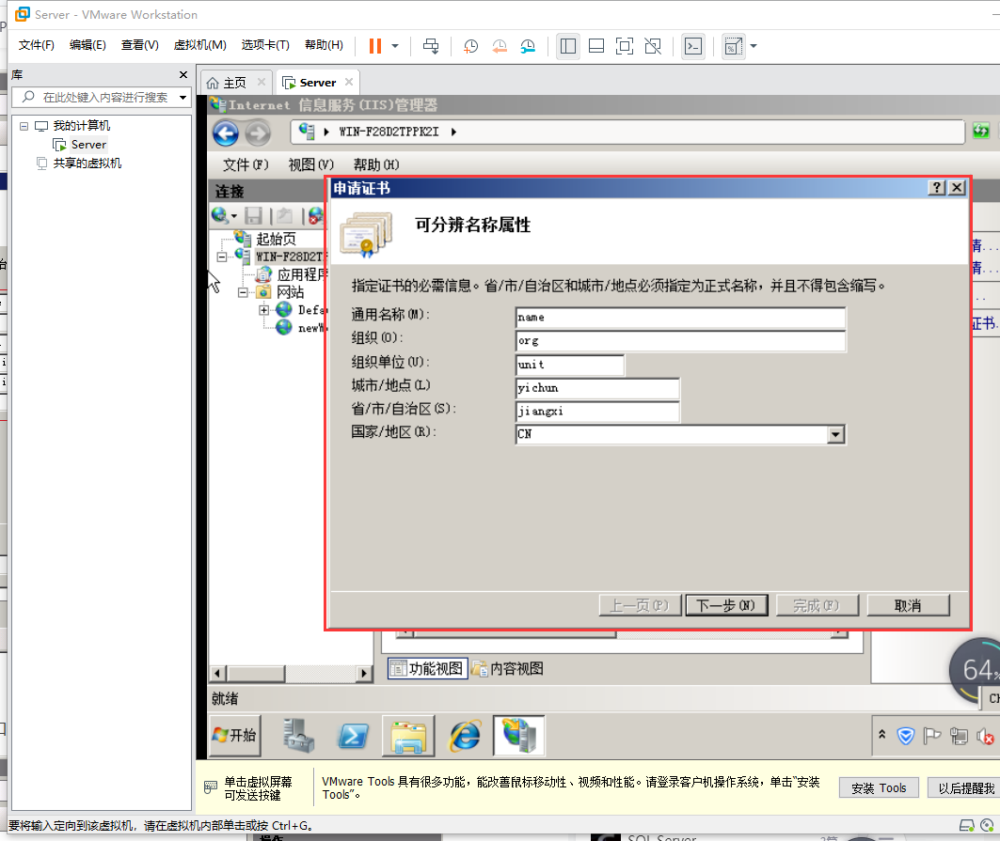 Server - VMware Workstation
文件(F) 编辑(E) 查看(V) 虚拟机(M) 选项卡(T) 帮助(H)
库
在此处键入内容进行搜索
我的计算机
Server
共享的虚拟机
主页 Server
Internet 信息服务(IIS)管理器
WIN-F28D2TPPK2I
文件(F) 视图(V) 帮助(H)
连接
起始页
WIN-F28D2TP
应用程序
网站
Defa
newW
申请证书
可分辨名称属性
指定证书的必需信息。省/市/自治区和城市/地点必须指定为正式名称，并且不得包含缩写。
通用名称(M): name
组织(O): org
组织单位(U): unit
城市/地点(L) yichun
省/市/自治区(S): jiangxi
国家/地区(R): CN
上一页(P) 下一步(N) 完成(F) 取消
请...
请...
证书.
功能视图 内容视图
就绪
64%
CH
开始
单击虚拟屏幕
可发送按键
VMware Tools 具有很多功能，能改善鼠标移动性、视频和性能。请登录客户机操作系统，单击“安装
Tools”。
安装 Tools 以后提醒我
要将输入定向到该虚拟机，请在虚拟机内部单击或按 Ctrl+G。
操作
SQL Server